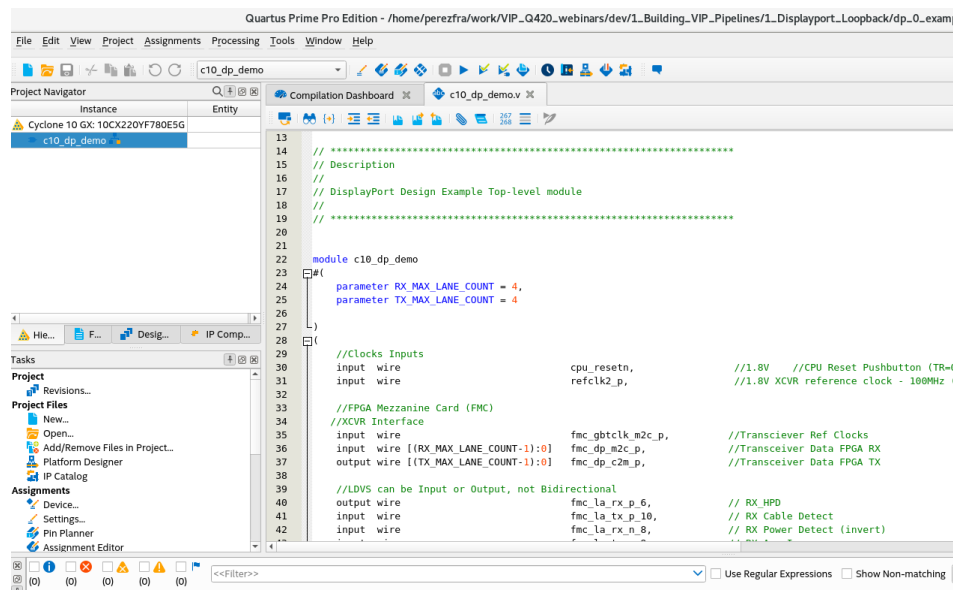 Quartus Prime Pro Edition - /home/perezfra/work/VIP_Q420_webinars/dev/1_Building_VIP_Pipelines/1_Displayport_Loopback/dp_0_examp
File Edit View Project Assignments Processing Tools Window Help
c10_dp_demo
Project Navigator
Instance Entity
Cyclone 10 GX: 10CX220YF780E5G
c10_dp_demo
Hie... F... Desig... IP Comp...
Tasks
Project
Revisions...
Project Files
New...
Open...
Add/Remove Files in Project...
Platform Designer
IP Catalog
Assignments
Device...
Settings...
Pin Planner
Assignment Editor
Compilation Dashboard c10_dp_demo.v
267
268
13
14 // ********************************************************************
15 // Description
16 //
17 // DisplayPort Design Example Top-level module
18 //
19 // ********************************************************************
20
21
22 module c10_dp_demo
23 #(
24 parameter RX_MAX_LANE_COUNT = 4,
25 parameter TX_MAX_LANE_COUNT = 4
26
27 )
28 (
29 //Clocks Inputs
30 input wire cpu_resetn, //1.8V //CPU Reset Pushbutton (TR=0
31 input wire refclk2_p, //1.8V XCVR reference clock - 100MHz
32
33 //FPGA Mezzanine Card (FMC)
34 //XCVR Interface
35 input wire fmc_gbtclk_m2c_p, //Transciever Ref Clocks
36 input wire [(RX_MAX_LANE_COUNT-1):0] fmc_dp_m2c_p, //Transceiver Data FPGA RX
37 output wire [(TX_MAX_LANE_COUNT-1):0] fmc_dp_c2m_p, //Transceiver Data FPGA TX
38
39 //LDVS can be Input or Output, not Bidirectional
40 output wire fmc_la_rx_p_6, // RX_HPD
41 input wire fmc_la_tx_p_10, // RX Cable Detect
42 input wire fmc_la_rx_n_8, // RX Power Detect (invert)
(0) (0) (0) (0) (0) <<Filter>> Use Regular Expressions Show Non-matching